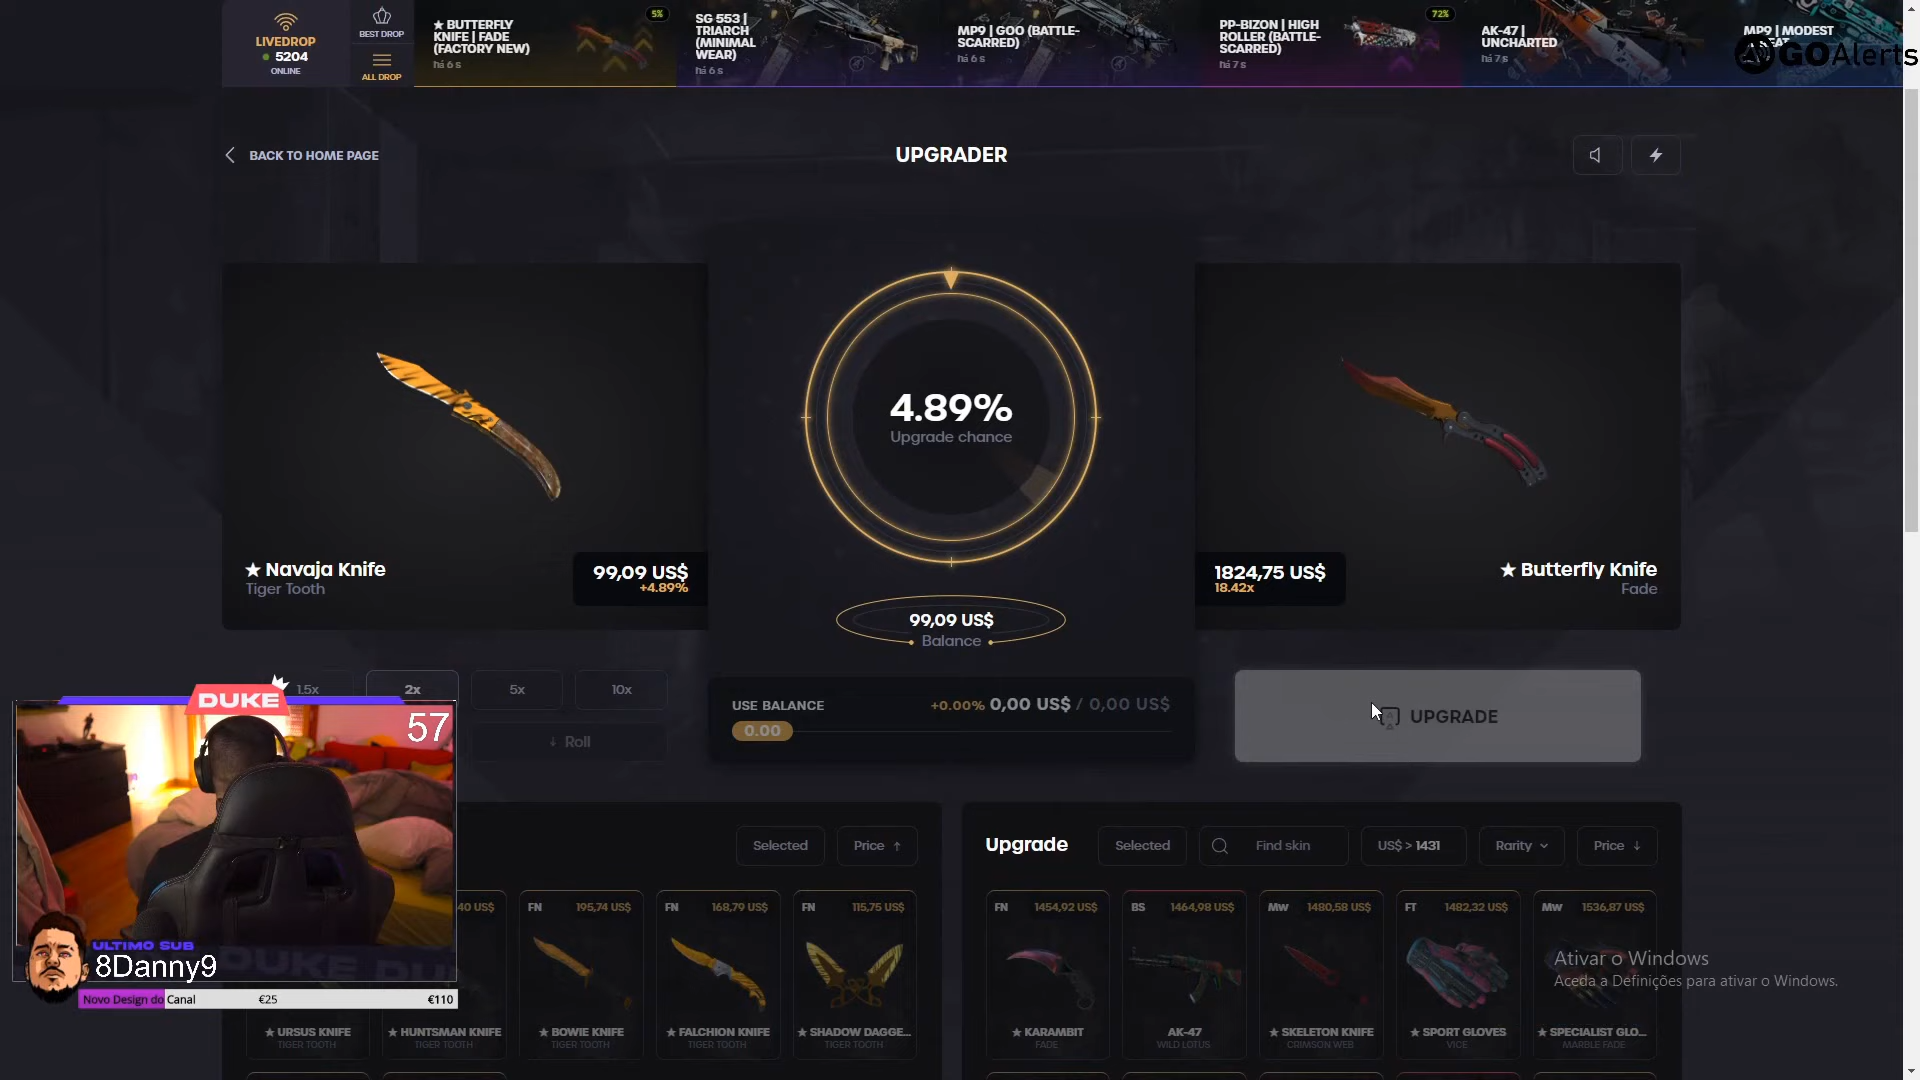 LIVEDROP
5204
ONLINE
BEST DROP
ALL DROP
★ BUTTERFLY
KNIFE | FADE
(FACTORY NEW)
há 6 s
5%
SG 553 |
TRIARCH
(MINIMAL
WEAR)
há 6 s
MP9 | GOO (BATTLE-
SCARRED)
há 6 s
PP-BIZON | HIGH
ROLLER (BATTLE-
SCARRED)
há 7 s
72%
AK-47 |
UNCHARTED
há 7 s
MP9 | MODEST
GOAlerts
BACK TO HOME PAGE
UPGRADER
4.89%
Upgrade chance
★ Navaja Knife
Tiger Tooth
99,09 US$
+4.89%
1824,75 US$
18.42x
★ Butterfly Knife
Fade
99,09 US$
Balance
1.5x
2x
5x
10x
Roll
USE BALANCE
+0.00% 0,00 US$ / 0,00 US$
0.00
UPGRADE
DUKE
57
ULTIMO SUB
8Danny9
Novo Design do Canal
€25
€110
Selected
Price ↑
Upgrade
Selected
Find skin
US$ > 1431
Rarity
Price ↓
40 US$
FN 195,74 US$
FN 168,79 US$
FN 115,75 US$
FN 1454,92 US$
BS 1464,98 US$
MW 1480,58 US$
FT 1482,32 US$
MW 1536,87 US$
Ativar o Windows
Aceda a Definições para ativar o Windows.
★ URSUS KNIFE
TIGER TOOTH
★ HUNTSMAN KNIFE
TIGER TOOTH
★ BOWIE KNIFE
TIGER TOOTH
★ FALCHION KNIFE
TIGER TOOTH
★ SHADOW DAGGE...
TIGER TOOTH
★ KARAMBIT
FADE
AK-47
WILD LOTUS
★ SKELETON KNIFE
CRIMSON WEB
★ SPORT GLOVES
VICE
★ SPECIALIST GLO...
MARBLE FADE